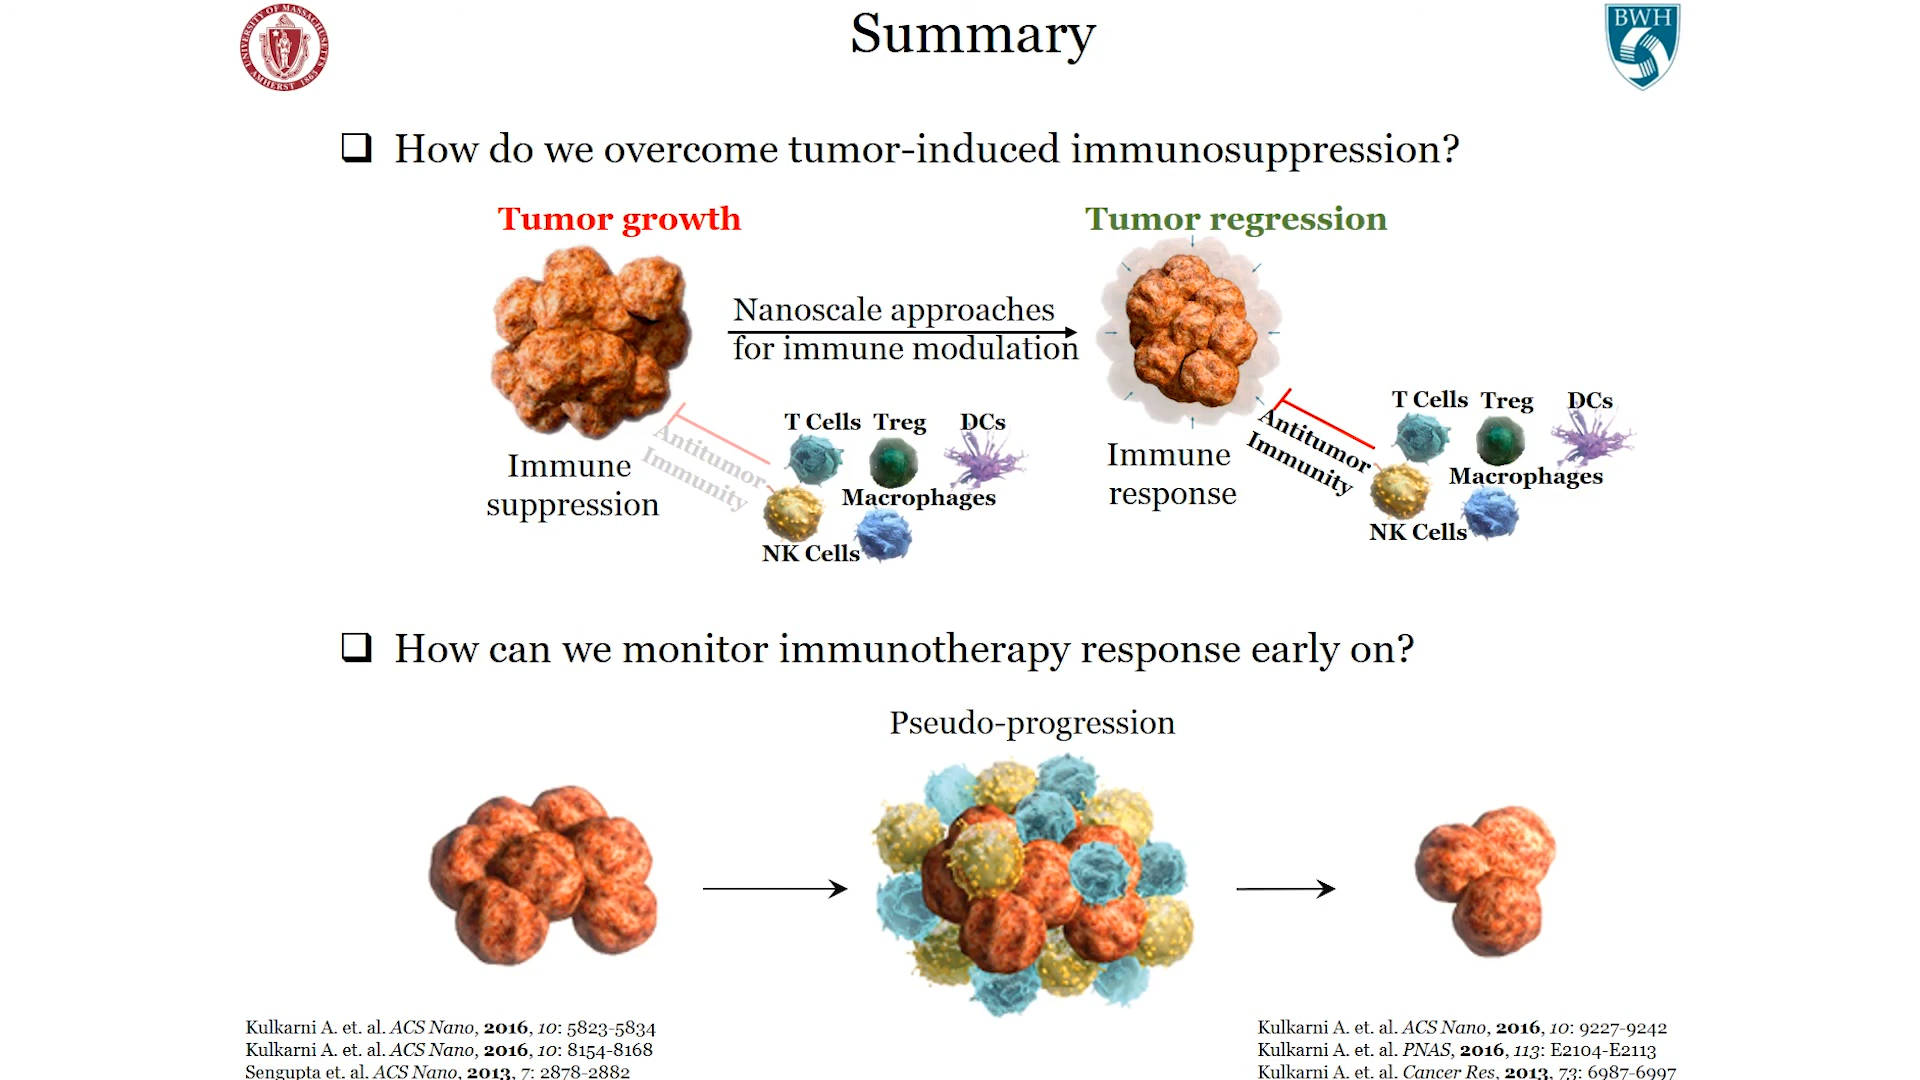 UNIVERSITY OF MASSACHUSETTS AMHERST 1863
Summary
BWH
❑ How do we overcome tumor-induced immunosuppression?
Tumor growth
Tumor regression
Nanoscale approaches
for immune modulation
Immune
suppression
Antitumor
Immunity
T Cells Treg DCs
Macrophages
NK Cells
Immune
response
Antitumor
Immunity
T Cells Treg DCs
Macrophages
NK Cells
❑ How can we monitor immunotherapy response early on?
Pseudo-progression
Kulkarni A. et. al. ACS Nano, 2016, 10: 5823-5834
Kulkarni A. et. al. ACS Nano, 2016, 10: 8154-8168
Sengupta et. al. ACS Nano, 2013, 7: 2878-2882
Kulkarni A. et. al. ACS Nano, 2016, 10: 9227-9242
Kulkarni A. et. al. PNAS, 2016, 113: E2104-E2113
Kulkarni A. et. al. Cancer Res, 2013, 73: 6987-6997